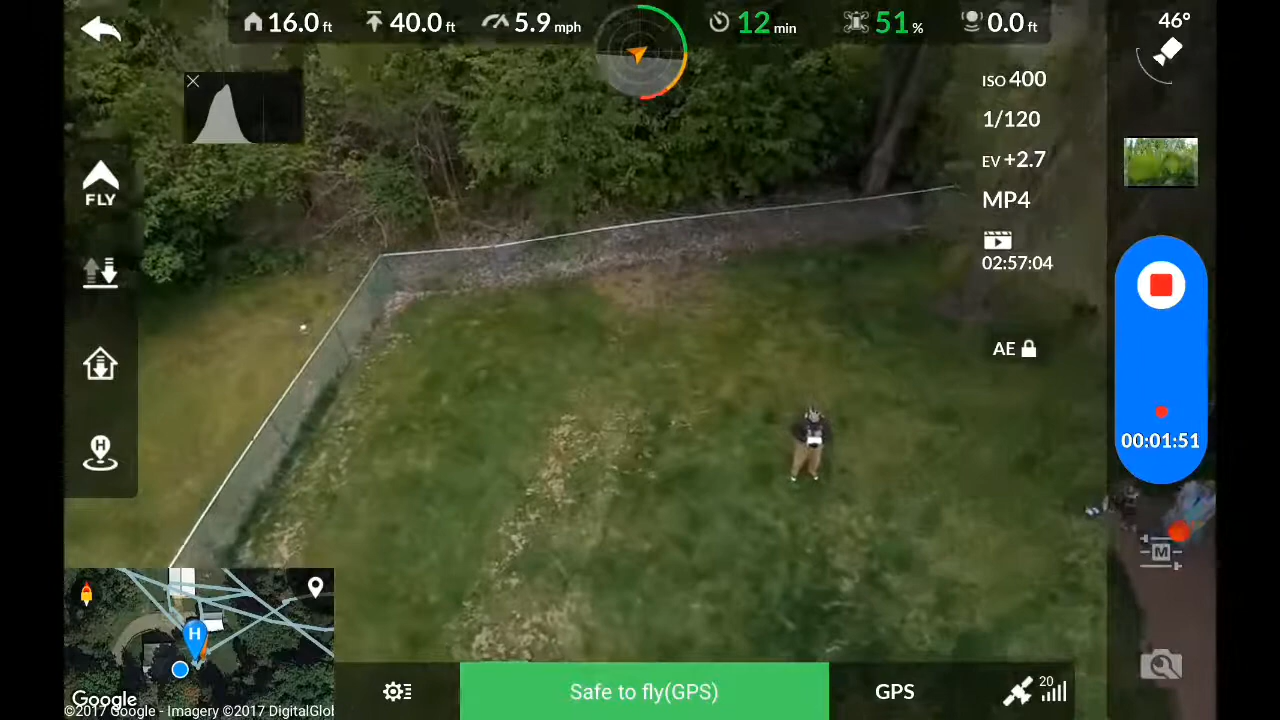 16.0 ft 40.0 ft 5.9 mph 12 min 51 % 0.0 ft 46°
ISO 400
1/120
EV +2.7
MP4
02:57:04
AE
FLY
H
00:01:51
M
H
Google
©2017 Google - Imagery ©2017 DigitalGlob
Safe to fly(GPS) GPS 20